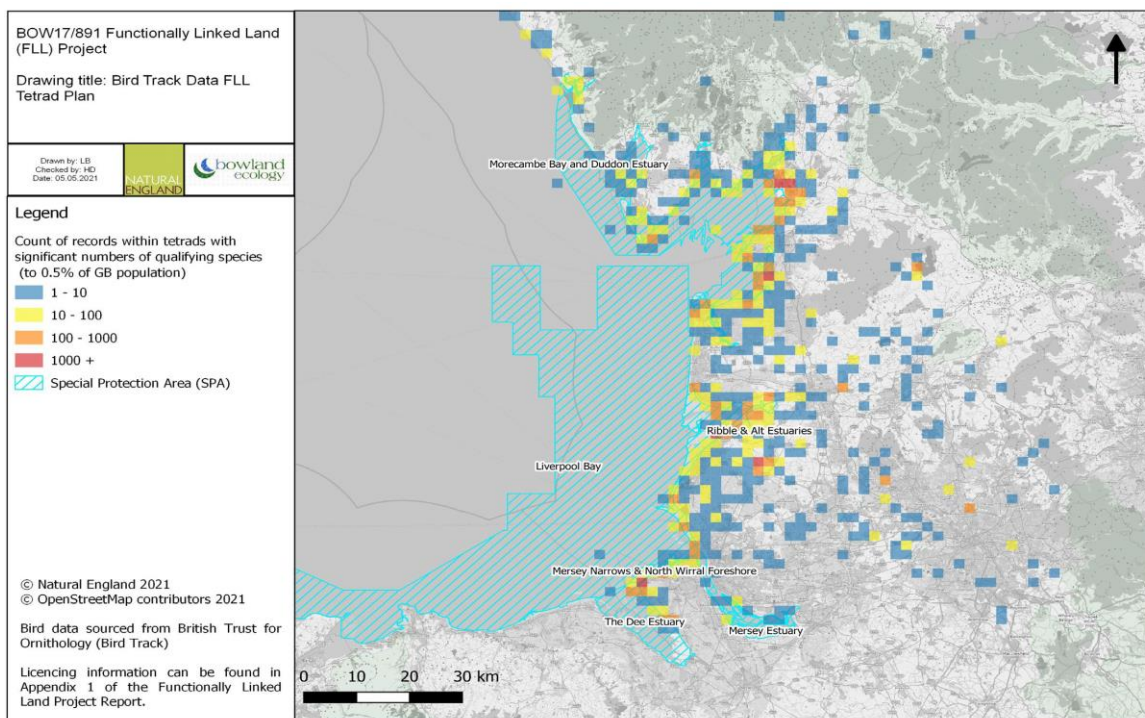 BOW17/891 Functionally Linked Land
(FLL) Project
Drawing title: Bird Track Data FLL
Tetrad Plan
Drawn by: LB
Checked by: HD
Date: 05.05.2021
NATURAL
ENGLAND
bowland
ecology
Legend
Count of records within tetrads with
significant numbers of qualifying species
(to 0.5% of GB population)
1 - 10
10 - 100
100 - 1000
1000 +
Special Protection Area (SPA)
© Natural England 2021
© OpenStreetMap contributors 2021
Bird data sourced from British Trust for
Ornithology (Bird Track)
Licencing information can be found in
Appendix 1 of the Functionally Linked
Land Project Report.
Morecambe Bay and Duddon Estuary
Ribble & Alt Estuaries
Liverpool Bay
Mersey Narrows & North Wirral Foreshore
The Dee Estuary
Mersey Estuary
0 10 20 30 km